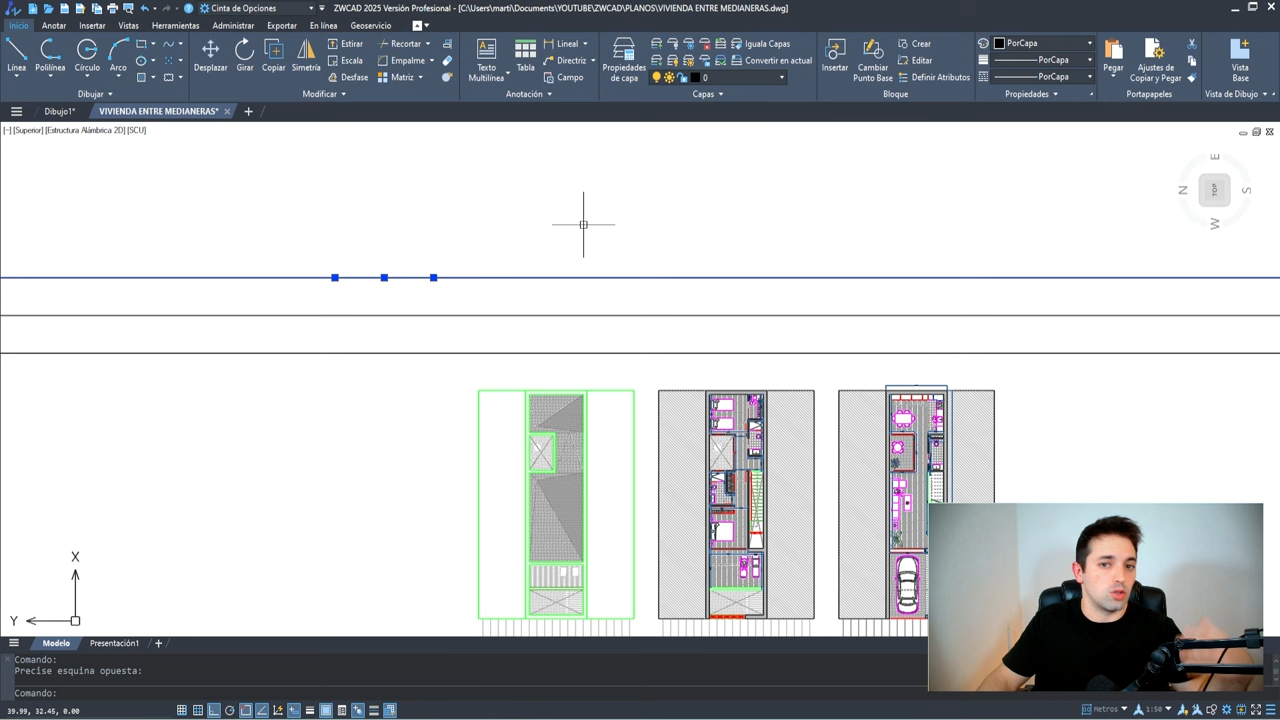 Cinta de Opciones
ZWCAD 2025 Versión Profesional - [C:\Users\marti\Documents\YOUTUBE\ZWCAD\PLANOS\VIVIENDA ENTRE MEDIANERAS.dwg]
Inicio Anotar Insertar Vistas Herramientas Administrar Exportar En línea Geoservicio
Línea Polilínea Círculo Arco
Dibujar
Desplazar Girar Copiar Simetría
Estirar Recortar
Escala Empalme
Desfase Matriz
Modificar
Texto Multilínea Tabla
Lineal
Directriz
Campo
Anotación
Propiedades de capa
Iguala Capas
Convertir en actual
0
Capas
Insertar Cambiar Punto Base
Crear
Editar
Definir Atributos
Bloque
PorCapa
PorCapa
PorCapa
Propiedades
Pegar Ajustes de Copiar y Pegar
Portapapeles
Vista Base
Vista de Dibujo
Dibujo1* VIVIENDA ENTRE MEDIANERAS*
[−] [Superior] [Estructura Alámbrica 2D] [SCU]
E
N TOP S
W
X
Y
Modelo Presentación1
Comando:
Precise esquina opuesta:
Comando:
39.99, 32.45, 0.00
Metros 1:50